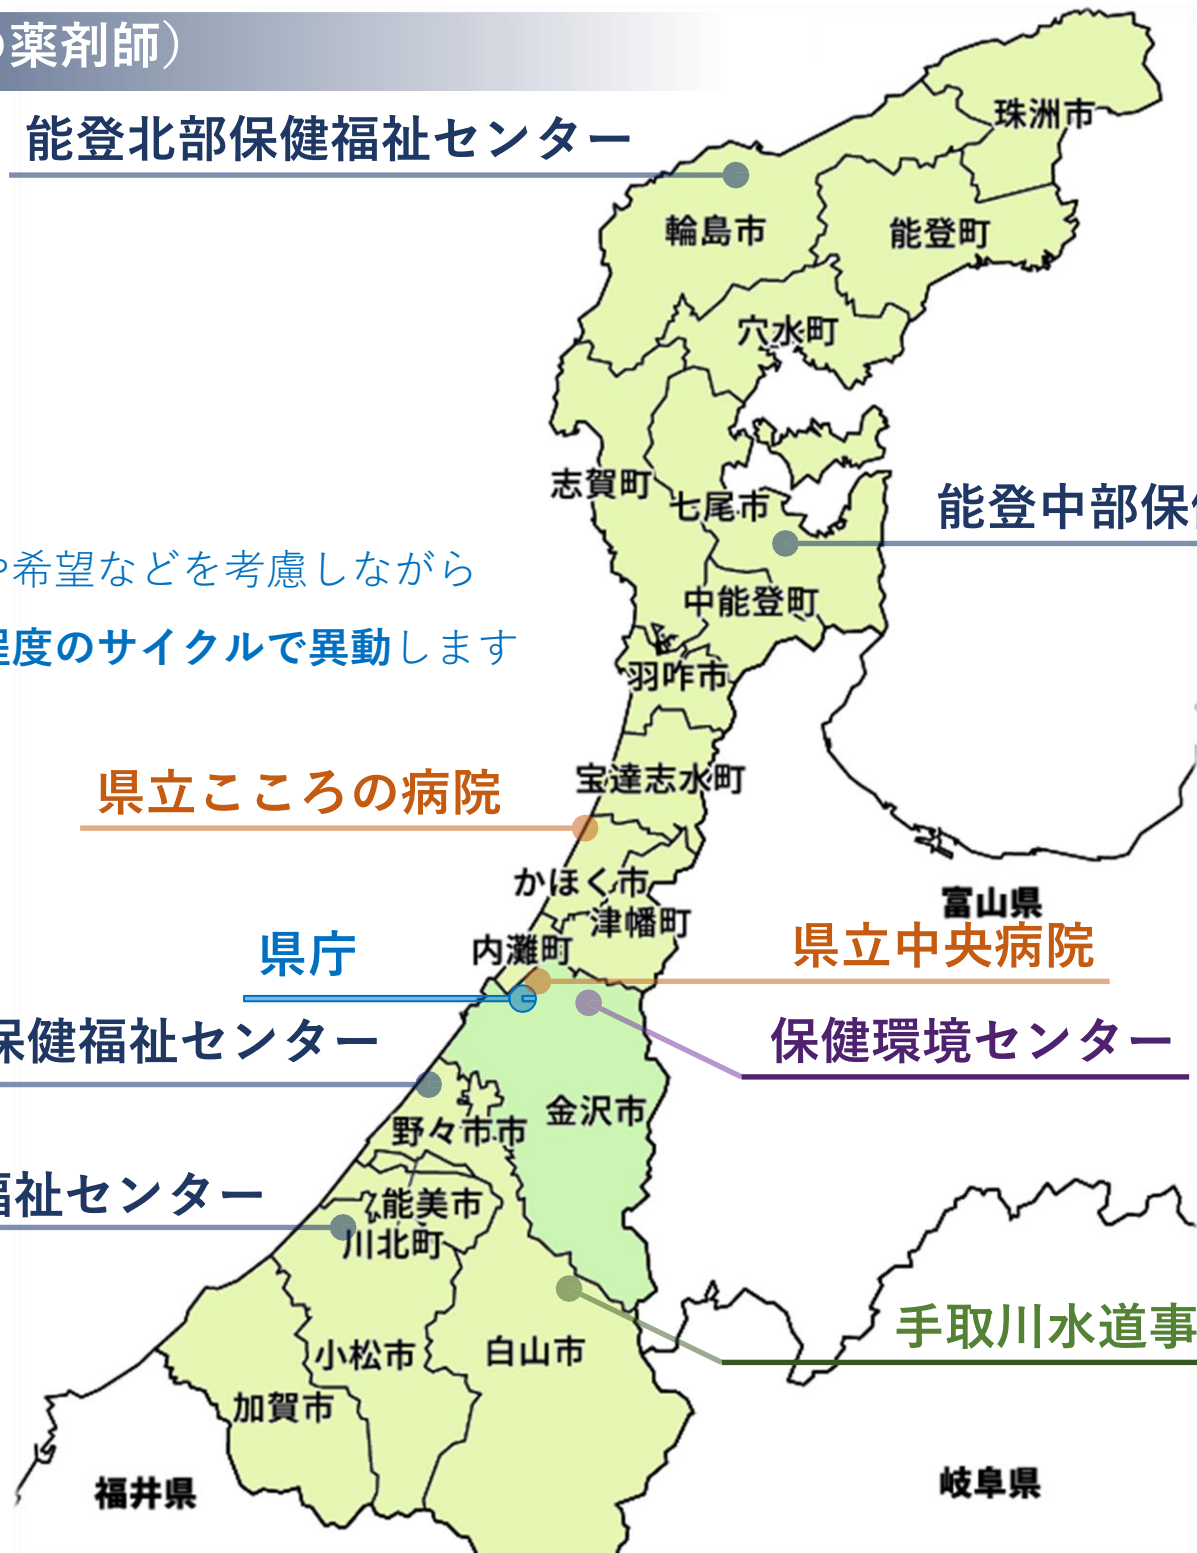 の薬剤師）
能登北部保健福祉センター
珠洲市
輪島市
能登町
穴水町
志賀町
七尾市
能登中部保健
や希望などを考慮しながら
程度のサイクルで異動します
中能登町
羽咋市
宝達志水町
県立こころの病院
かほく市
津幡町
富山県
内灘町
県庁
県立中央病院
保健福祉センター
保健環境センター
金沢市
野々市市
福祉センター
能美市
川北町
手取川水道事
小松市
白山市
加賀市
福井県
岐阜県